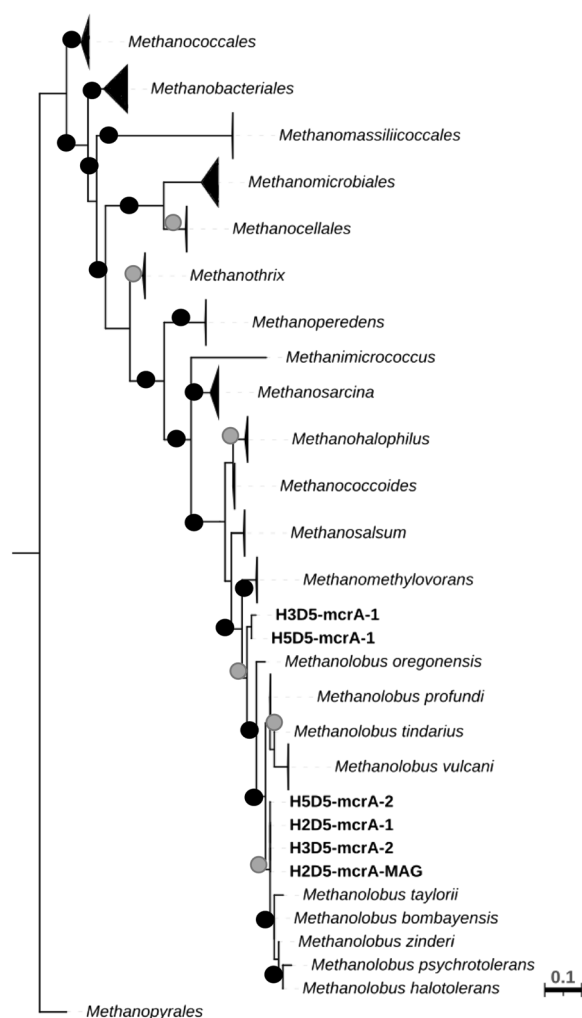 Methanococcales
Methanobacteriales
Methanomassiliicoccales
Methanomicrobiales
Methanocellales
Methanothrix
Methanoperedens
Methanimicrococcus
Methanosarcina
Methanohalophilus
Methanococcoides
Methanosalsum
Methanomethylovorans
H3D5-mcrA-1
H5D5-mcrA-1
Methanolobus oregonensis
Methanolobus profundi
Methanolobus tindarius
Methanolobus vulcani
H5D5-mcrA-2
H2D5-mcrA-1
H3D5-mcrA-2
H2D5-mcrA-MAG
Methanolobus taylorii
Methanolobus bombayensis
Methanolobus zinderi
Methanolobus psychrotolerans
0.1
Methanolobus halotolerans
Methanopyrales